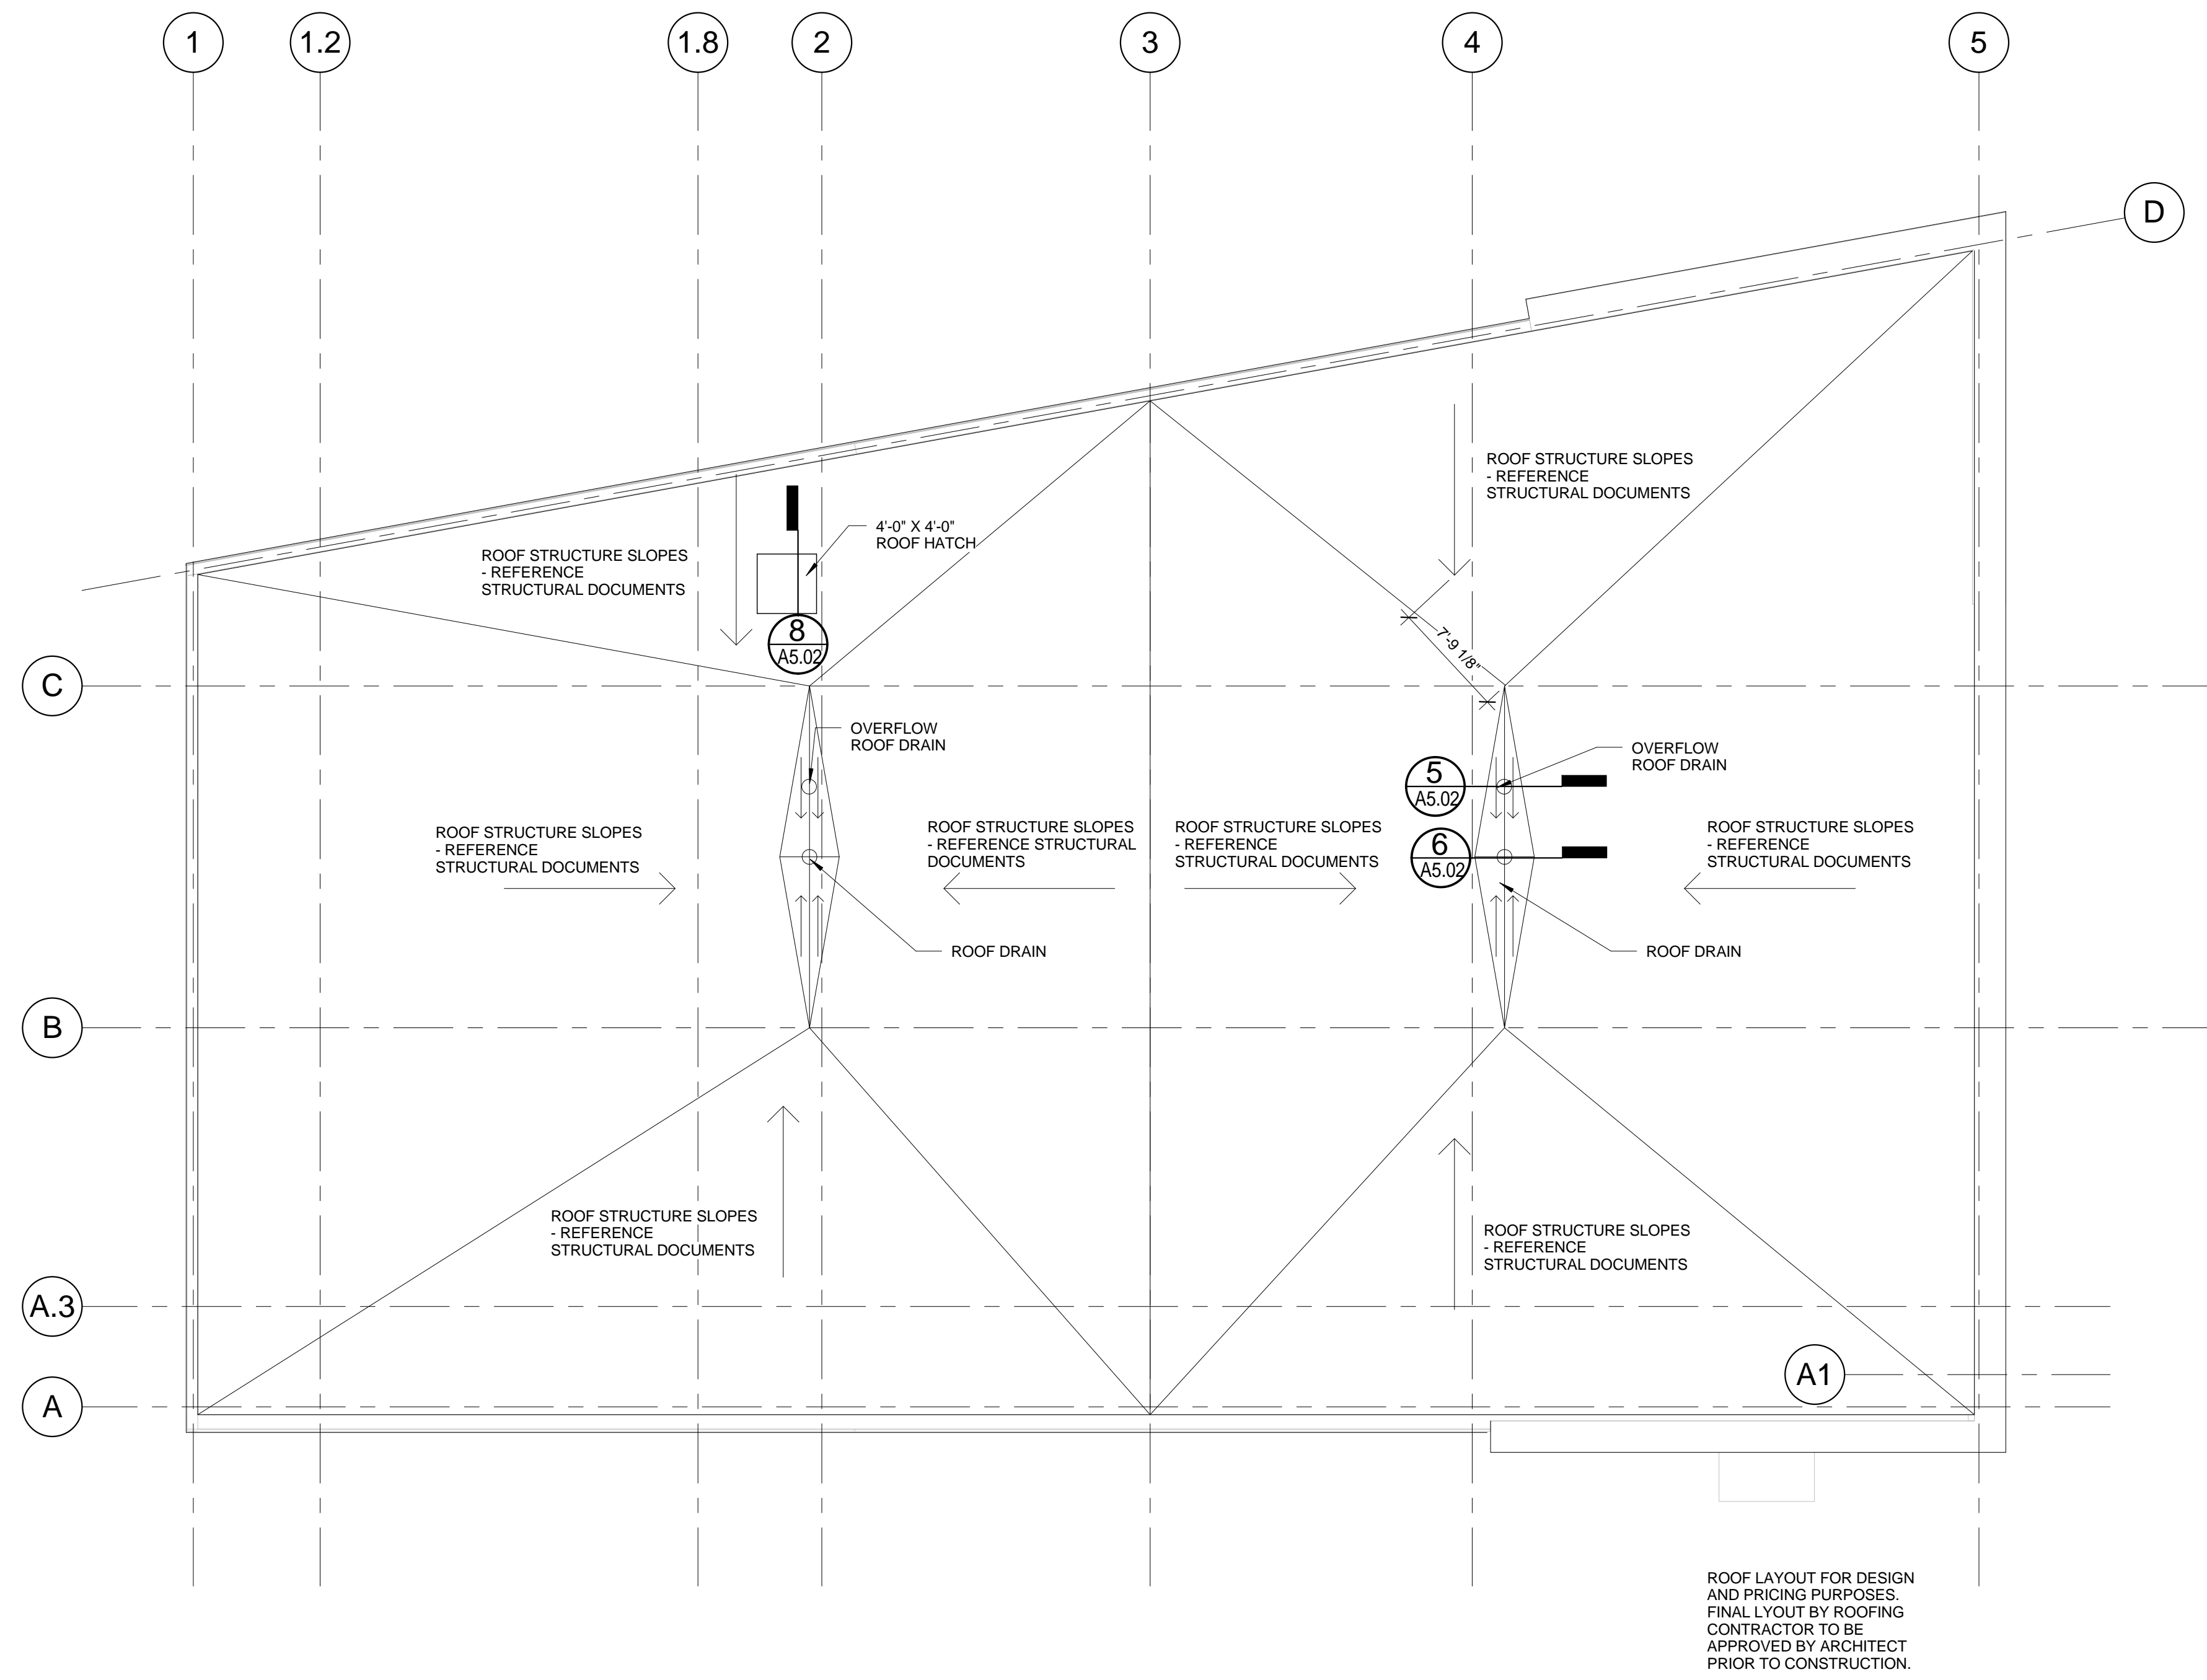 1
1.2
1.8
2
3
4
5
D
ROOF STRUCTURE SLOPES
- REFERENCE
STRUCTURAL DOCUMENTS
4'-0" X 4'-0"
ROOF HATCH
ROOF STRUCTURE SLOPES
- REFERENCE
STRUCTURAL DOCUMENTS
8
A5.02
7'-9 1/8"
C
OVERFLOW
ROOF DRAIN
OVERFLOW
ROOF DRAIN
5
A5.02
ROOF STRUCTURE SLOPES
- REFERENCE
STRUCTURAL DOCUMENTS
ROOF STRUCTURE SLOPES
- REFERENCE STRUCTURAL
DOCUMENTS
ROOF STRUCTURE SLOPES
- REFERENCE
STRUCTURAL DOCUMENTS
6
A5.02
ROOF STRUCTURE SLOPES
- REFERENCE
STRUCTURAL DOCUMENTS
ROOF DRAIN
ROOF DRAIN
B
ROOF STRUCTURE SLOPES
- REFERENCE
STRUCTURAL DOCUMENTS
ROOF STRUCTURE SLOPES
- REFERENCE
STRUCTURAL DOCUMENTS
A.3
A1
A
ROOF LAYOUT FOR DESIGN
AND PRICING PURPOSES.
FINAL LYOUT BY ROOFING
CONTRACTOR TO BE
APPROVED BY ARCHITECT
PRIOR TO CONSTRUCTION.